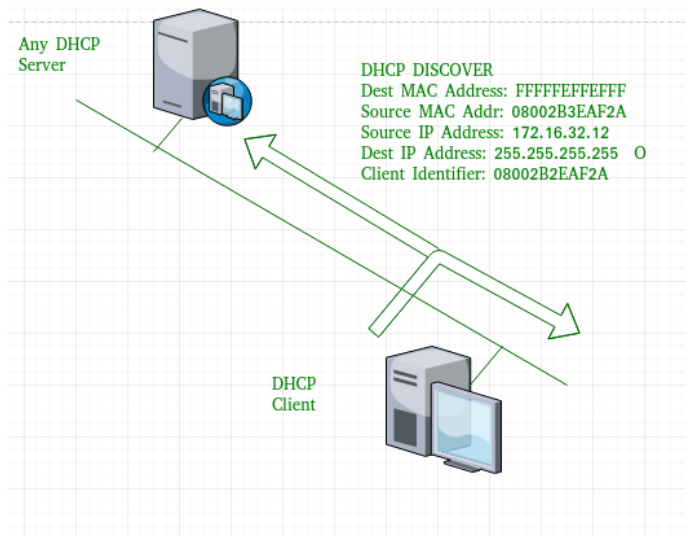 Any DHCP
Server
DHCP DISCOVER
Dest MAC Address: FFFFFEFFEFFF
Source MAC Addr: 08002B3EAF2A
Source IP Address: 172.16.32.12
Dest IP Address: 255.255.255.255 O
Client Identifier: 08002B2EAF2A
DHCP
Client